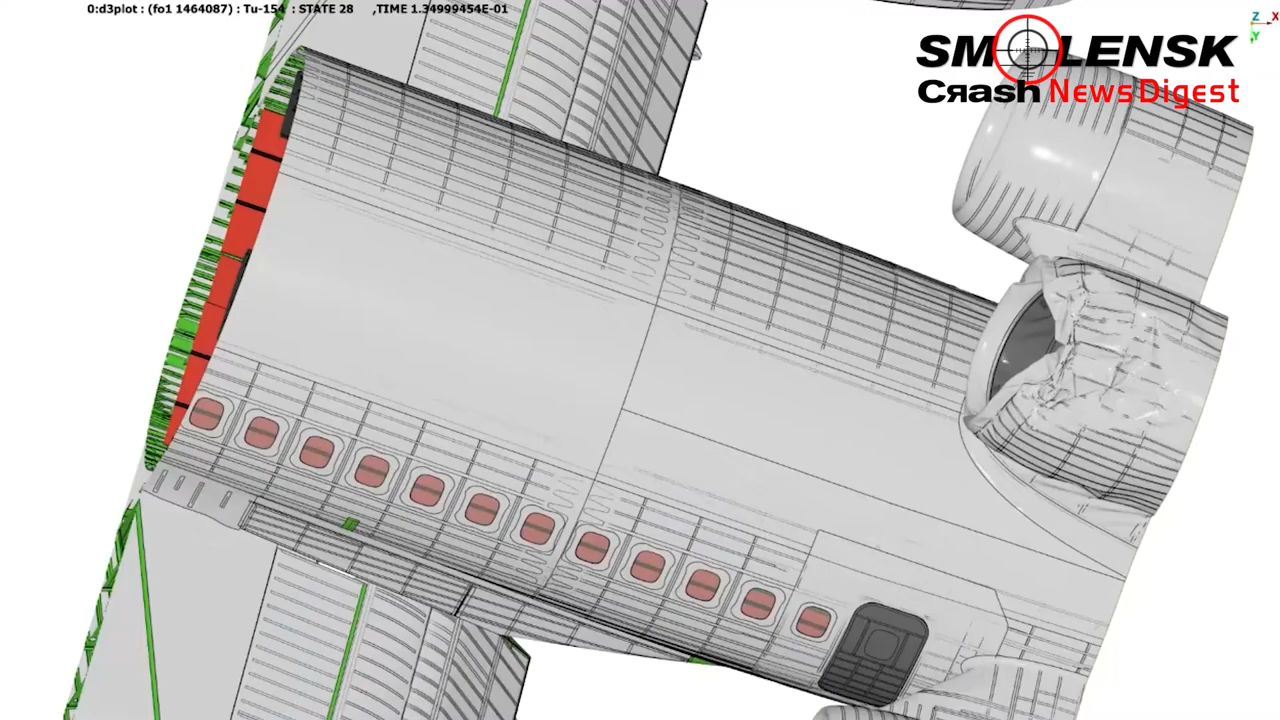 0:d3plot : (fo1 1464087) : Tu-154 : STATE 28 ,TIME 1.34999454E-01
SMOLENSK
Cяash NewsDigest
Z X
Y